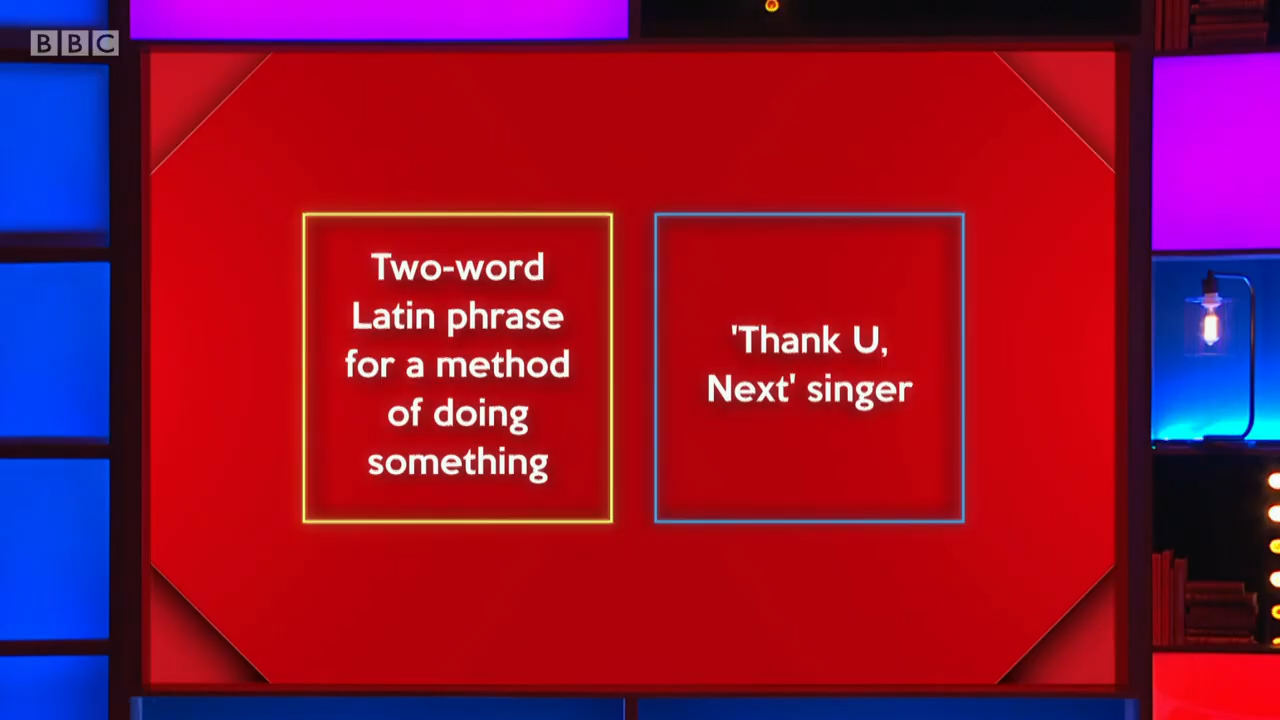 BBC
Two-word
Latin phrase
for a method
of doing
something
'Thank U,
Next' singer